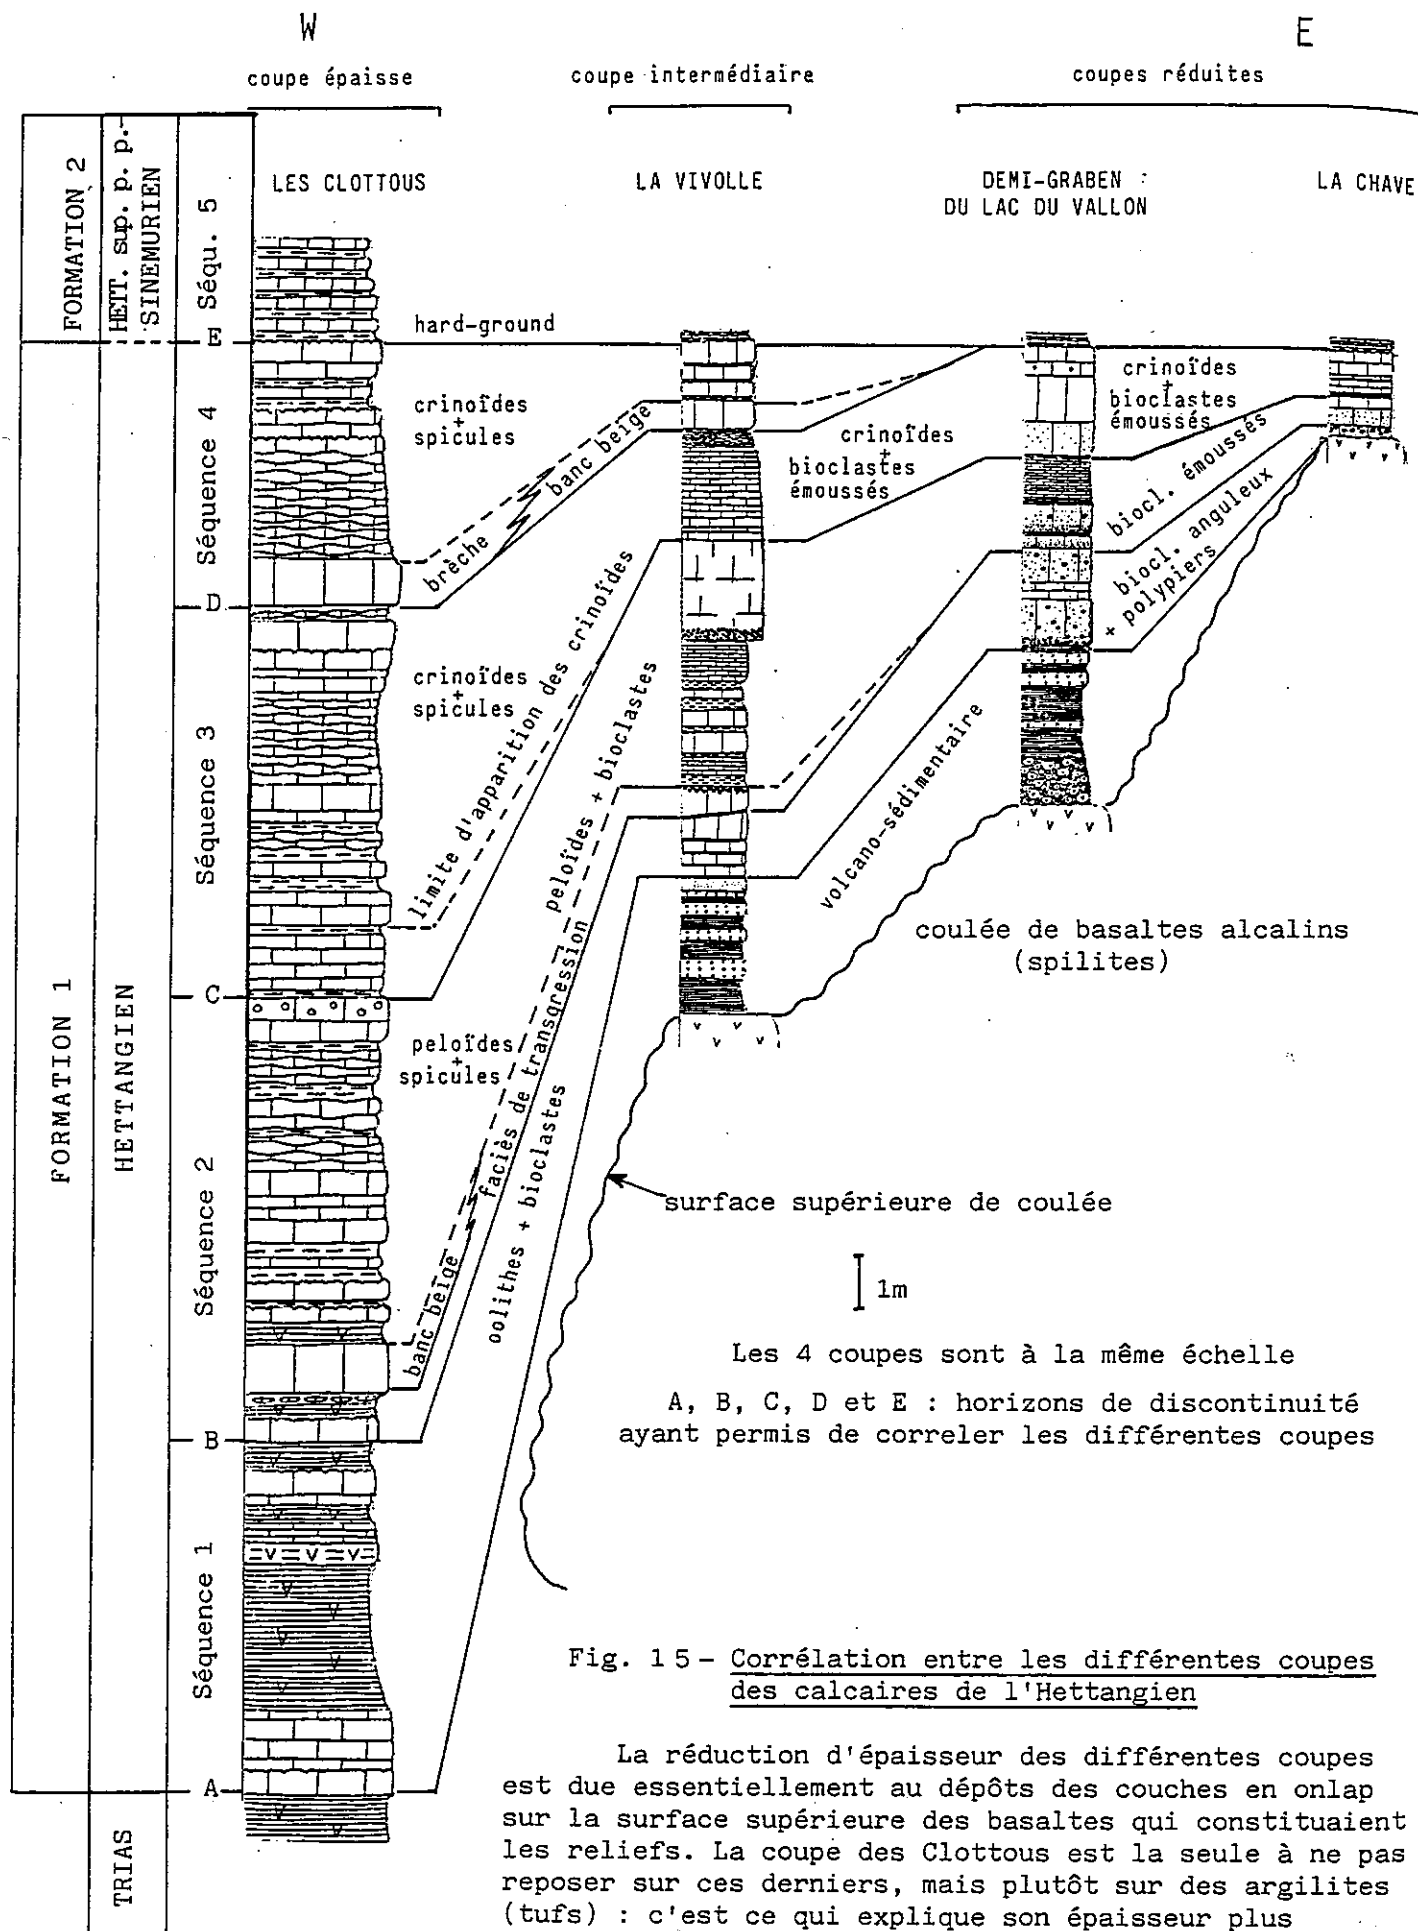 W
E
coupe épaisse
coupe intermédiaire
coupes réduites
FORMATION 2
HETT. sup. p. p.
SINEMURIEN
Séqu. 5
LES CLOTTOUS
LA VIVOLLE
DEMI-GRABEN :
DU LAC DU VALLON
LA CHAVE
E
hard-ground
Séquence 4
crinoîdes
+
spicules
brèche
banc beige
crinoîdes
+
bioclastes
émoussés
crinoîdes
+
bioclastes
émoussés
biocl. émoussés
biocl. anguleux
x polypiers
D
Séquence 3
crinoîdes
+
spicules
limite d'apparition des crinoîdes
peloîdes + bioclastes
volcano-sédimentaire
coulée de basaltes alcalins
(spilites)
C
FORMATION 1
HETTANGIEN
Séquence 2
peloîdes
+
spicules
banc beige
faciès de transgression
oolithes + bioclastes
surface supérieure de coulée
1m
Les 4 coupes sont à la même échelle
A, B, C, D et E : horizons de discontinuité
ayant permis de correler les différentes coupes
B
Séquence 1
A
TRIAS
Fig. 15 - Corrélation entre les différentes coupes
des calcaires de l'Hettangien
La réduction d'épaisseur des différentes coupes
est due essentiellement au dépôts des couches en onlap
sur la surface supérieure des basaltes qui constituaient
les reliefs. La coupe des Clottous est la seule à ne pas
reposer sur ces derniers, mais plutôt sur des argilites
(tufs) : c'est ce qui explique son épaisseur plus